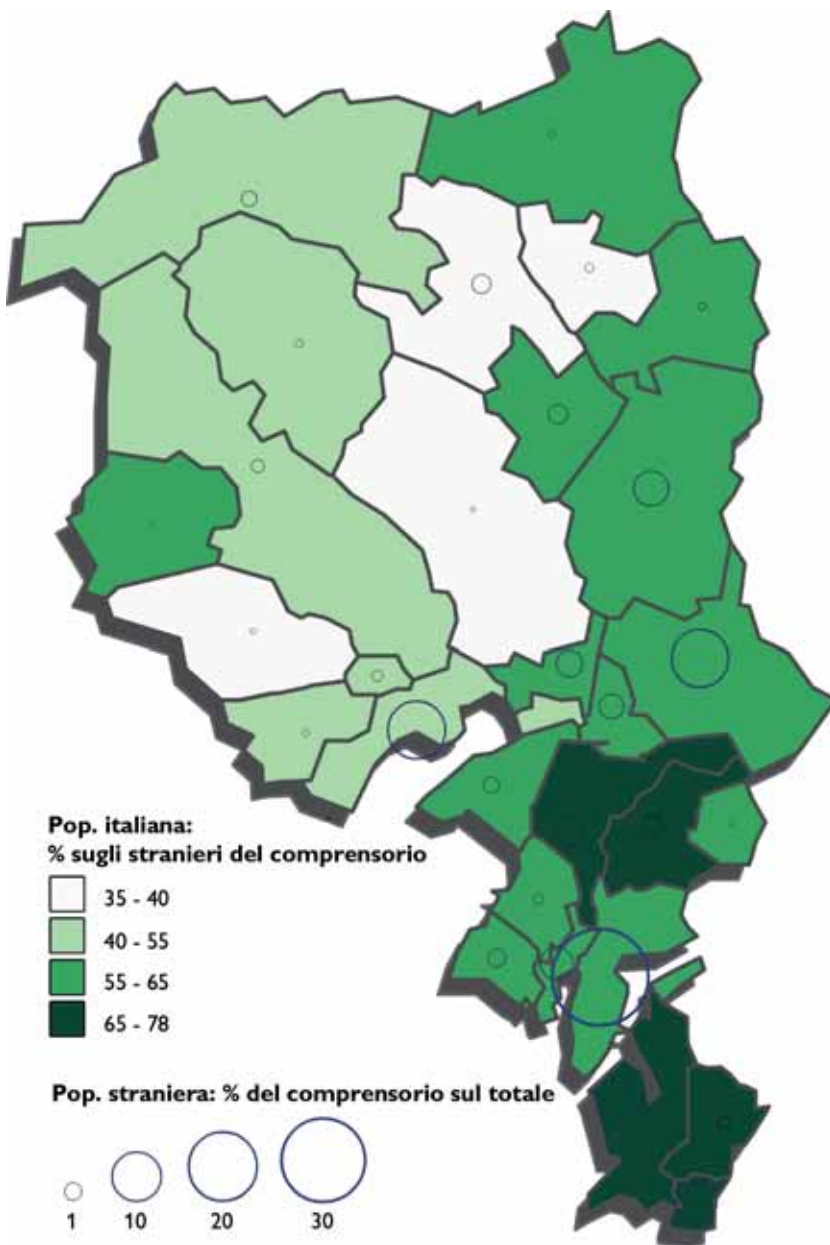 Pop. italiana:
% sugli stranieri del comprensorio
35 - 40
40 - 55
55 - 65
65 - 78
Pop. straniera: % del comprensorio sul totale
1 10 20 30